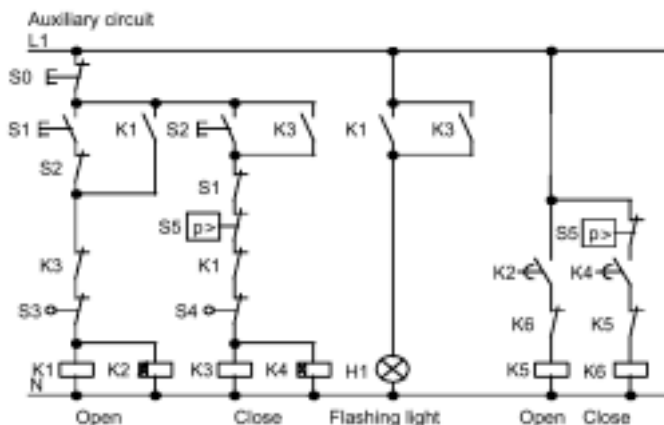 Auxiliary circuit
L1
S0
S1 K1 S2 K3 K1 K3
S2
S1
S5 p> S5 p>
K3 K1 K2 K4
S3 S4 K6 K5
K1 K2 K3 K4 H1 K5 K6
N
Open Close Flashing light Open Close